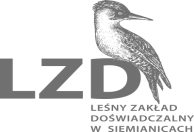 LZD
LEŚNY ZAKŁAD
DOŚWIADCZALNY
W SIEMIANICACH